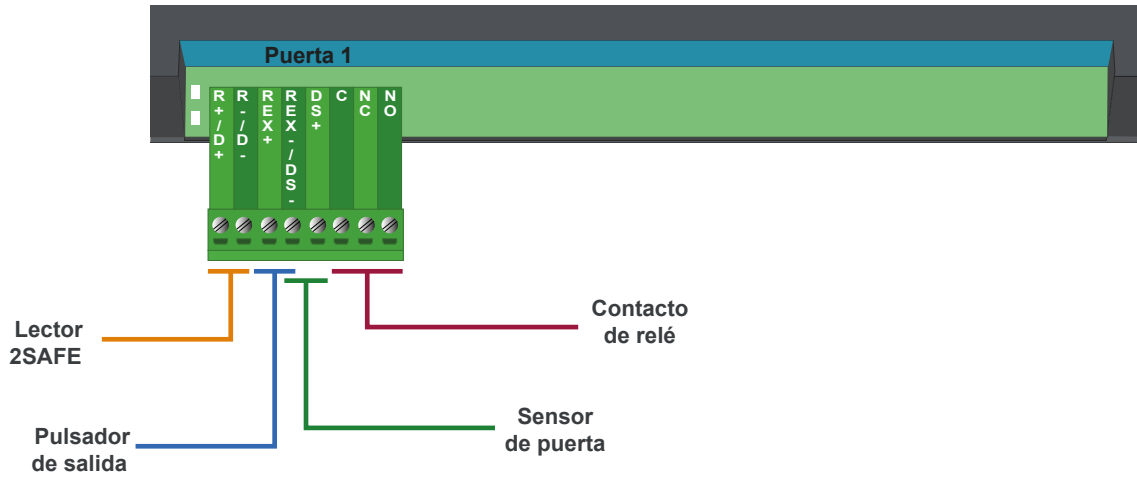 Puerta 1
R+/D+
R-/D-
REX+
REX-/DS-
DS+
C
NC
NO
Lector
2SAFE
Contacto
de relé
Pulsador
de salida
Sensor
de puerta